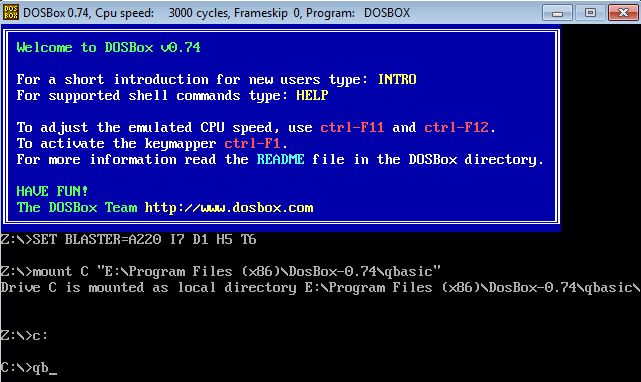 DOS
BOX
DOSBox 0.74, Cpu speed:    3000 cycles, Frameskip  0, Program:   DOSBOX
Welcome to DOSBox v0.74
For a short introduction for new users type: INTRO
For supported shell commands type: HELP
To adjust the emulated CPU speed, use ctrl-F11 and ctrl-F12.
To activate the keymapper ctrl-F1.
For more information read the README file in the DOSBox directory.
HAVE FUN!
The DOSBox Team http://www.dosbox.com
Z:\>SET BLASTER=A220 I7 D1 H5 T6
Z:\>mount C "E:\Program Files (x86)\DosBox-0.74\qbasic"
Drive C is mounted as local directory E:\Program Files (x86)\DosBox-0.74\qbasic\
Z:\>c:
C:\>qb_